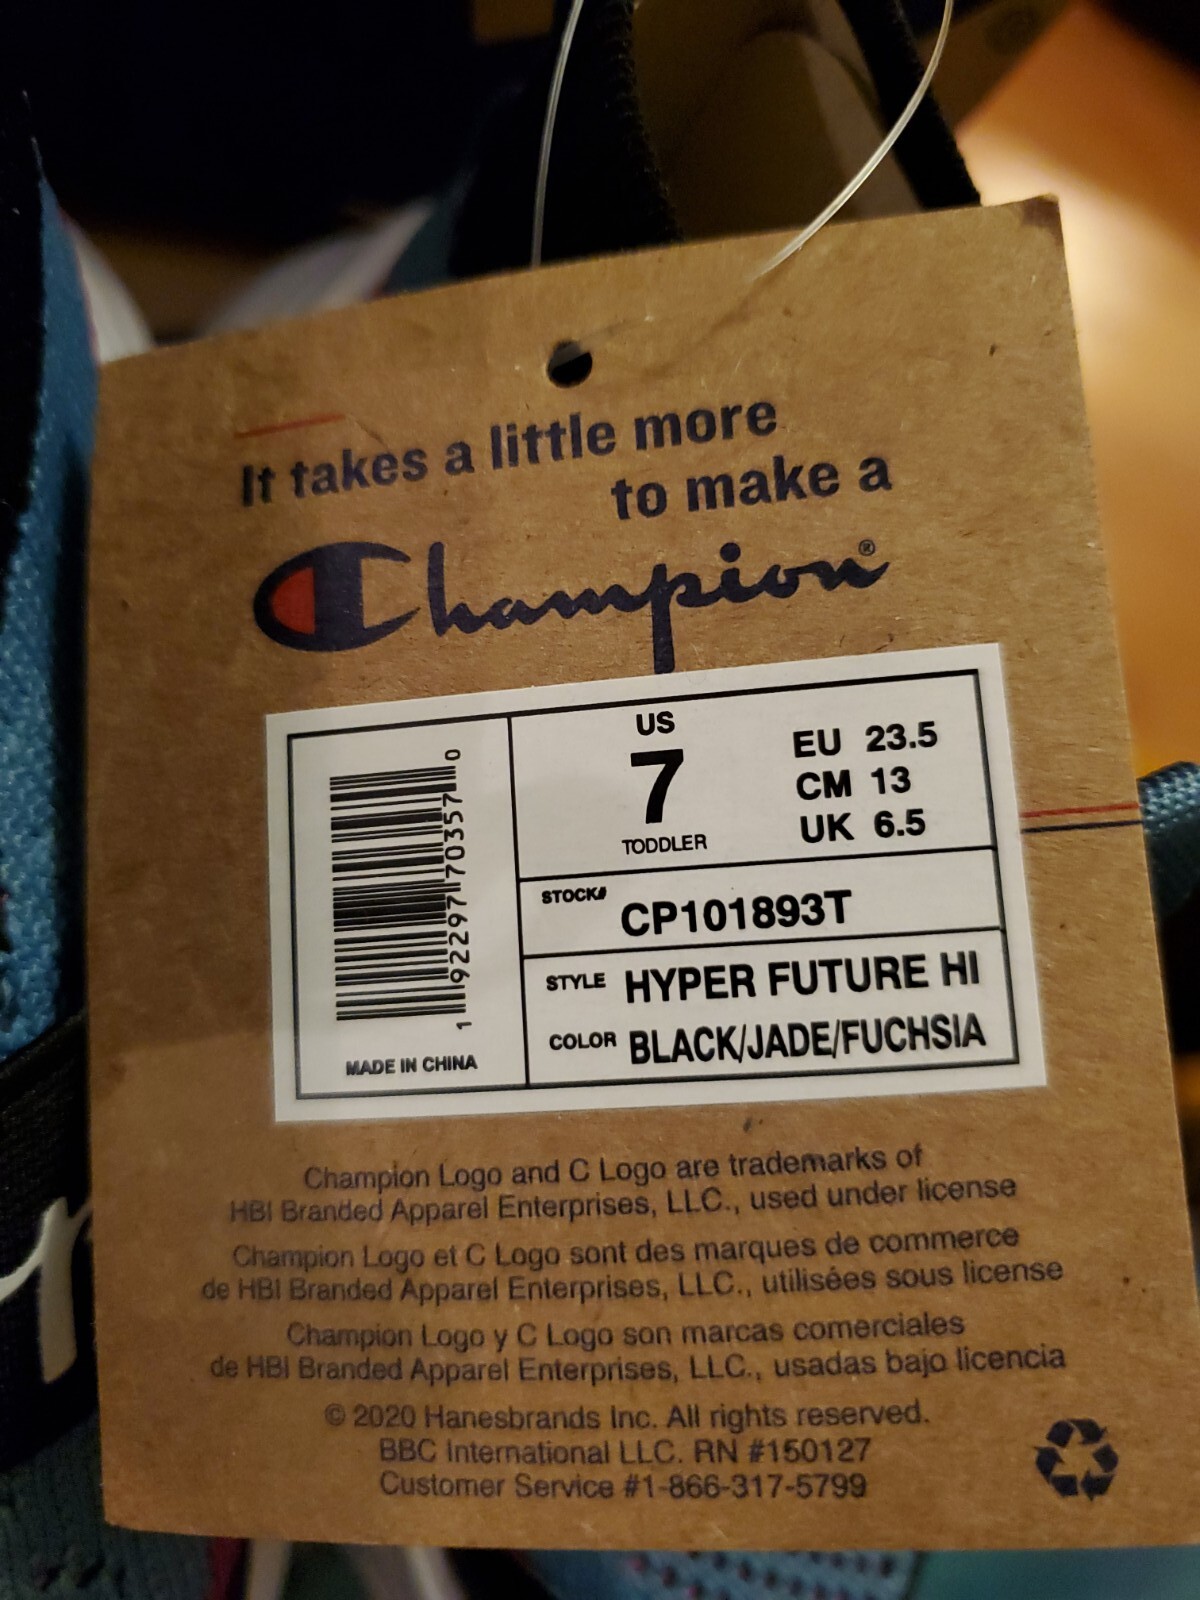 It takes a little more
to make a
Champion®
US
7
TODDLER
EU 23.5
CM 13
UK 6.5
STOCK#
CP101893T
STYLE HYPER FUTURE HI
COLOR BLACK/JADE/FUCHSIA
1 92297 70357 0
MADE IN CHINA
Champion Logo and C Logo are trademarks of
HBI Branded Apparel Enterprises, LLC., used under license
Champion Logo et C Logo sont des marques de commerce
de HBI Branded Apparel Enterprises, LLC., utilisées sous license
Champion Logo y C Logo son marcas comerciales
de HBI Branded Apparel Enterprises, LLC., usadas bajo licencia
© 2020 Hanesbrands Inc. All rights reserved.
BBC International LLC. RN #150127
Customer Service #1-866-317-5799